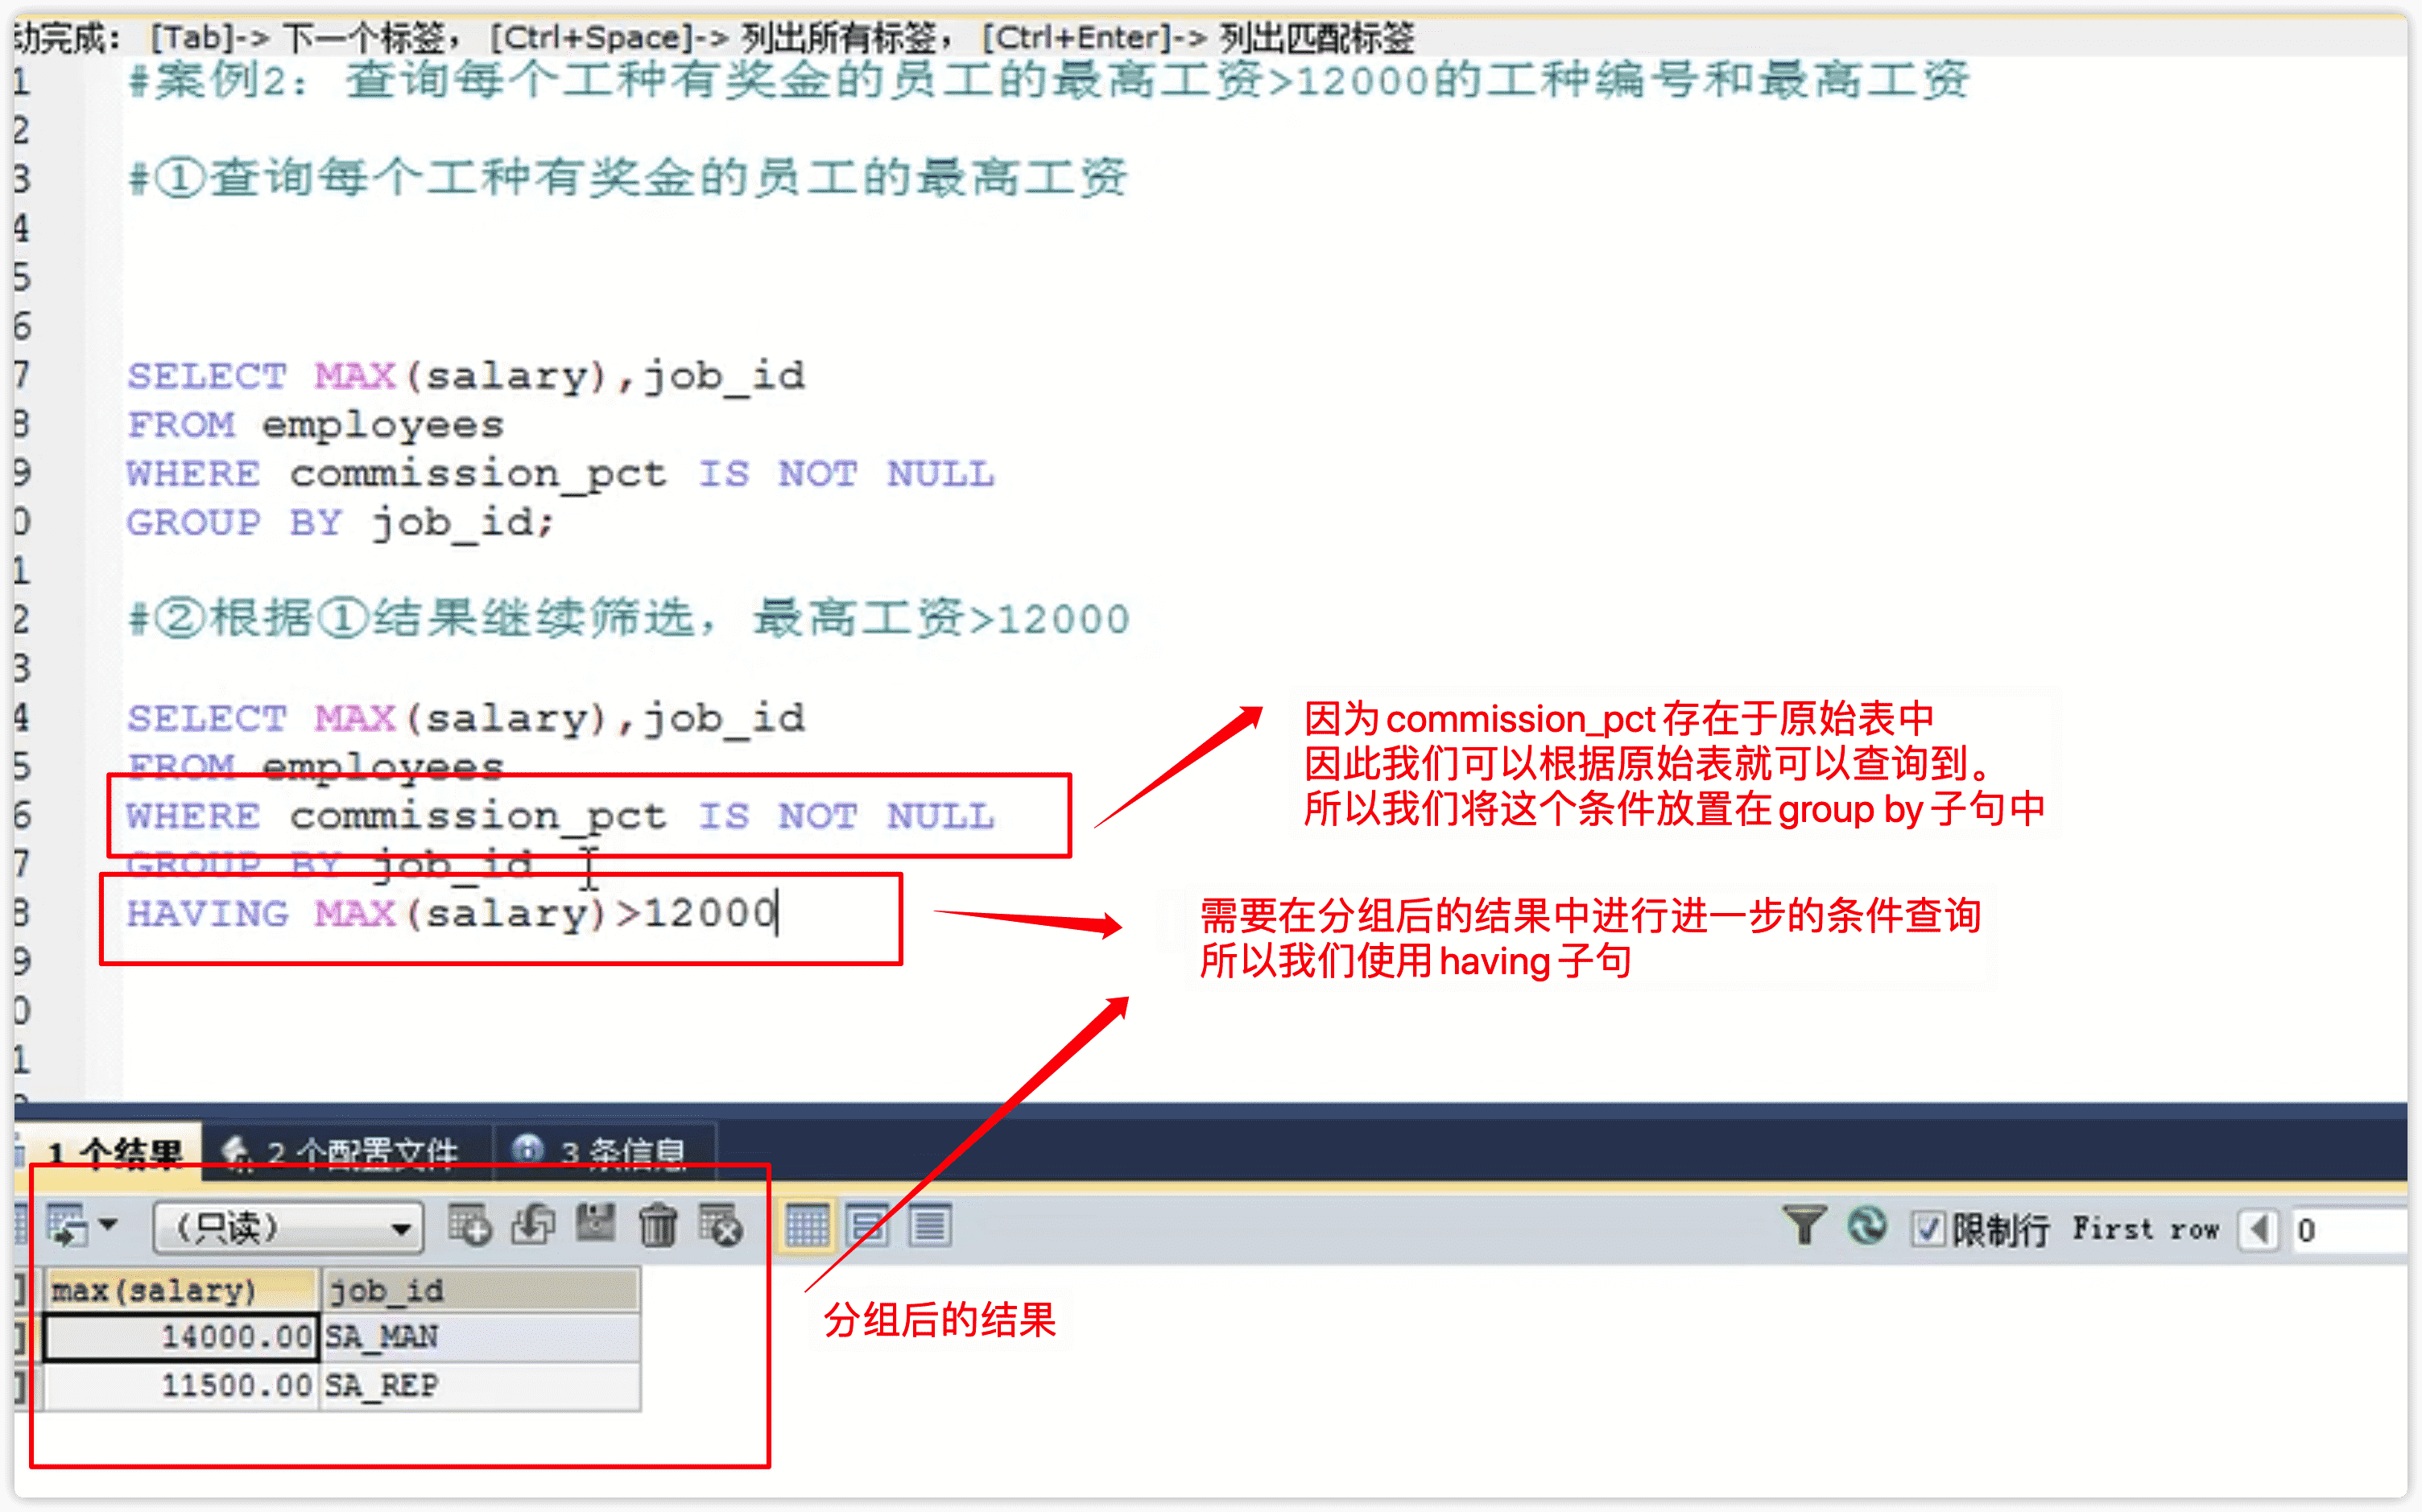 动完成： [Tab]-> 下一个标签， [Ctrl+Space]-> 列出所有标签， [Ctrl+Enter]-> 列出匹配标签
1 #案例2：查询每个工种有奖金的员工的最高工资>12000的工种编号和最高工资
2
3 #①查询每个工种有奖金的员工的最高工资
4
5
6
7 SELECT MAX(salary),job_id
8 FROM employees
9 WHERE commission_pct IS NOT NULL
0 GROUP BY job_id;
1
2 #②根据①结果继续筛选，最高工资>12000
3
4 SELECT MAX(salary),job_id
5 FROM employees
6 WHERE commission_pct IS NOT NULL
7 GROUP BY job_id
8 HAVING MAX(salary)>12000
9
0
1
因为commission_pct存在于原始表中
因此我们可以根据原始表就可以查询到。
所以我们将这个条件放置在group by子句中
需要在分组后的结果中进行进一步的条件查询
所以我们使用having子句
1 个结果 2 个配置文件 3 条信息
（只读） 限制行 First row 0
max(salary) job_id
14000.00 SA_MAN
11500.00 SA_REP
分组后的结果